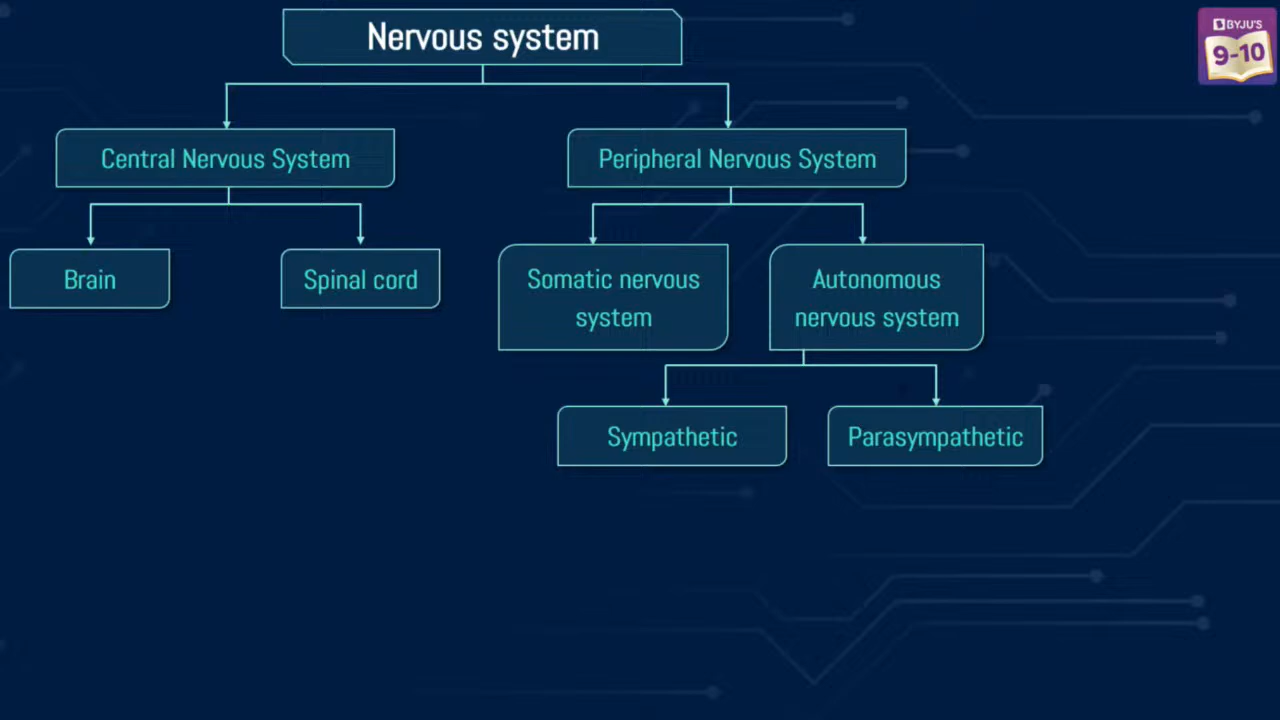 Nervous system
BYJU'S
9-10
Central Nervous System
Peripheral Nervous System
Brain
Spinal cord
Somatic nervous
system
Autonomous
nervous system
Sympathetic
Parasympathetic